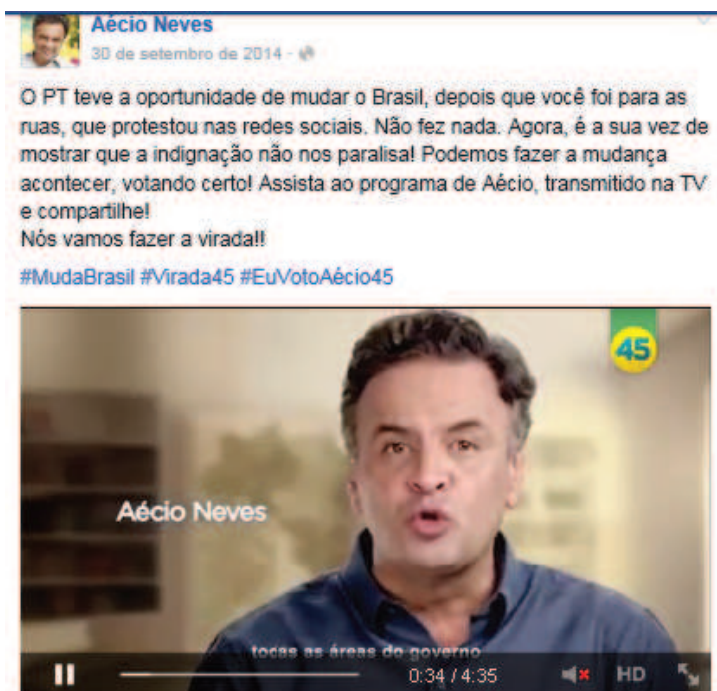 Aécio Neves
30 de setembro de 2014 ·
O PT teve a oportunidade de mudar o Brasil, depois que você foi para as
ruas, que protestou nas redes sociais. Não fez nada. Agora, é a sua vez de
mostrar que a indignação não nos paralisa! Podemos fazer a mudança
acontecer, votando certo! Assista ao programa de Aécio, transmitido na TV
e compartilhe!
Nós vamos fazer a virada!!
#MudaBrasil #Virada45 #EuVotoAécio45
45
Aécio Neves
todas as áreas do governo
0:34 / 4:35
HD